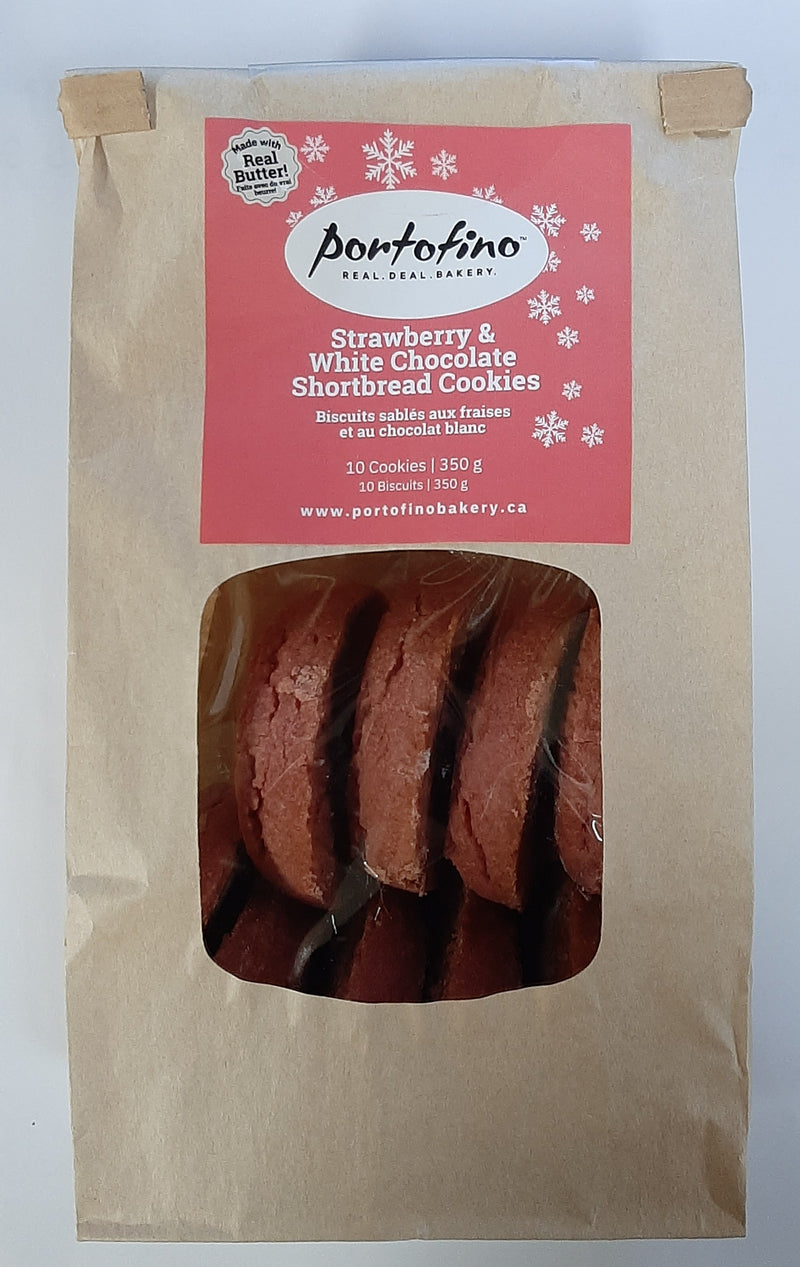 Made with
Real
Butter!
Faite avec du vrai
beurre!
Portofino™
REAL.DEAL.BAKERY.
Strawberry &
White Chocolate
Shortbread Cookies
Biscuits sablés aux fraises
et au chocolat blanc
10 Cookies | 350 g
10 Biscuits | 350 g
www.portofinobakery.ca